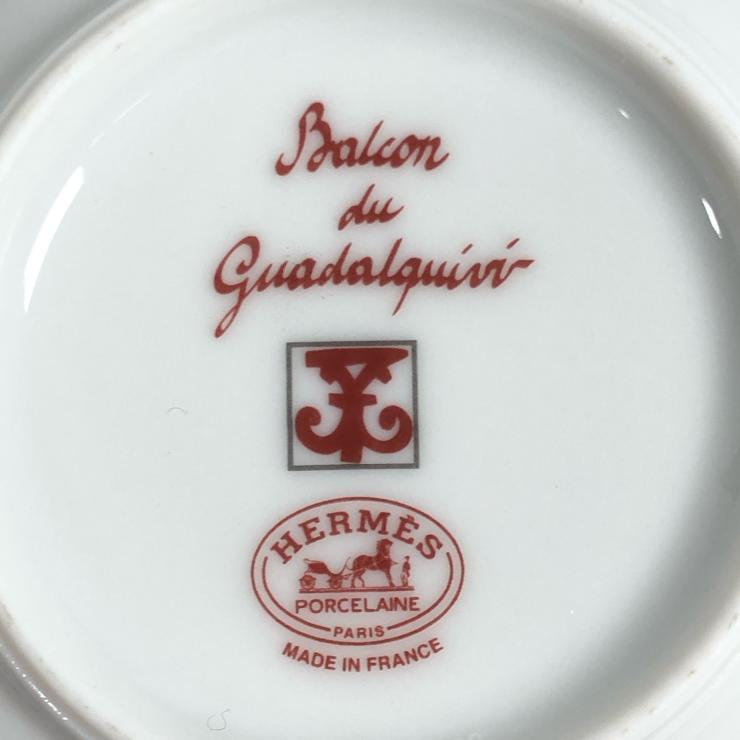 Balcon
du
Guadalquivir
HERMÈS
PORCELAINE
PARIS
MADE IN FRANCE